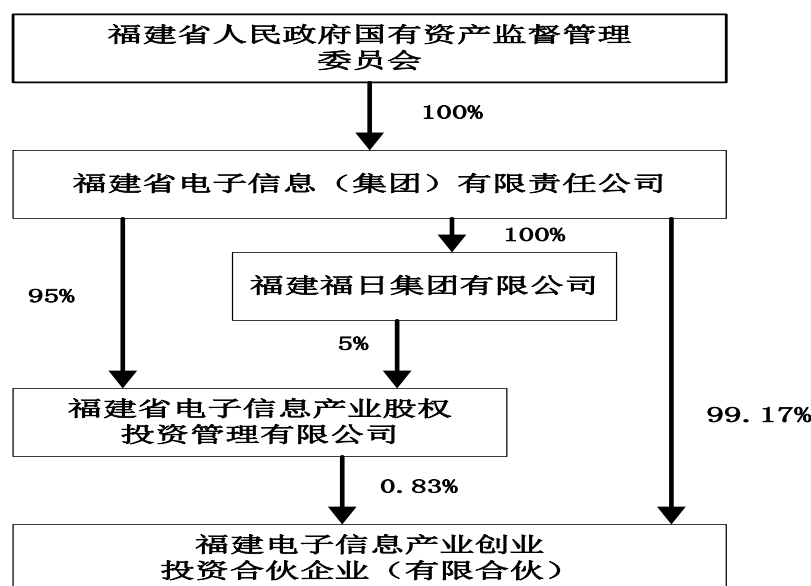 福建省人民政府国有资产监督管理
委员会
100%
福建省电子信息（集团）有限责任公司
100%
福建福日集团有限公司
95%
5%
福建省电子信息产业股权
投资管理有限公司
99.17%
0.83%
福建电子信息产业创业
投资合伙企业（有限合伙）